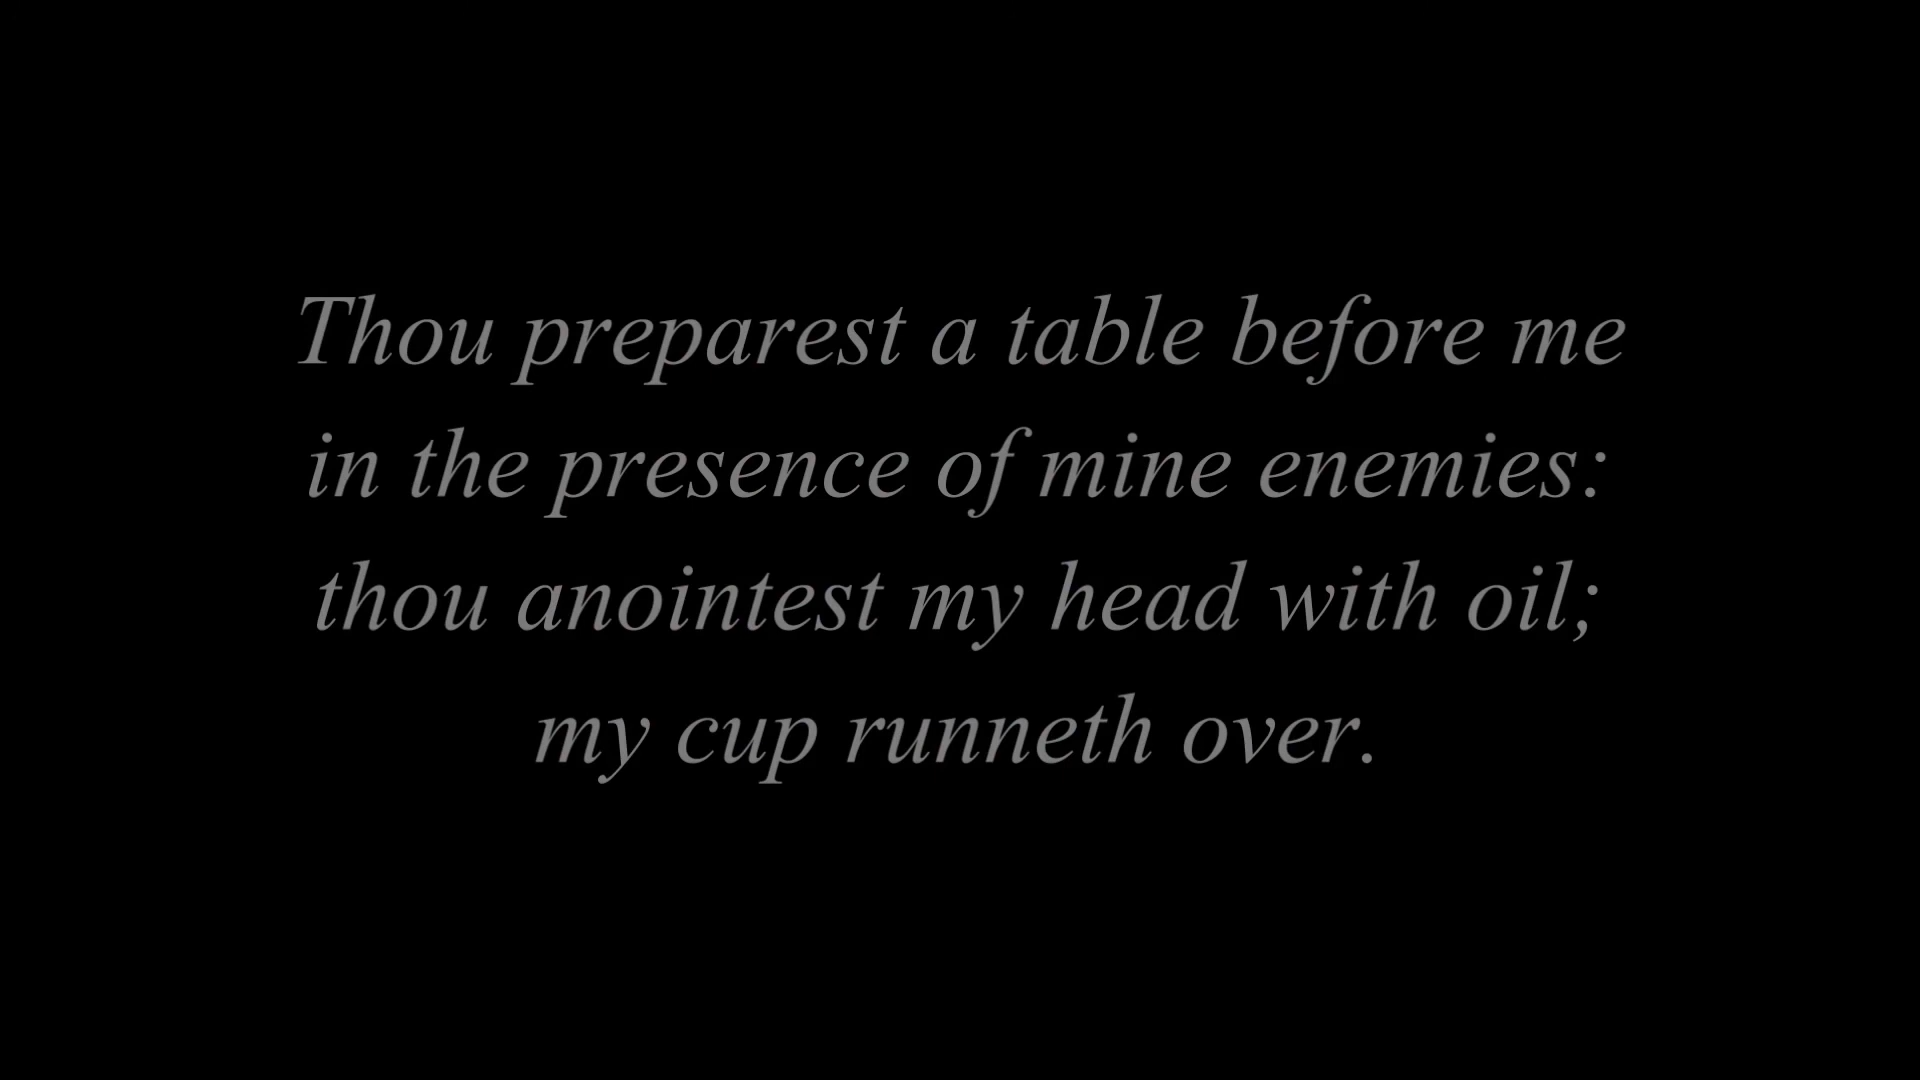 Thou preparest a table before me
in the presence of mine enemies:
thou anointest my head with oil;
my cup runneth over.